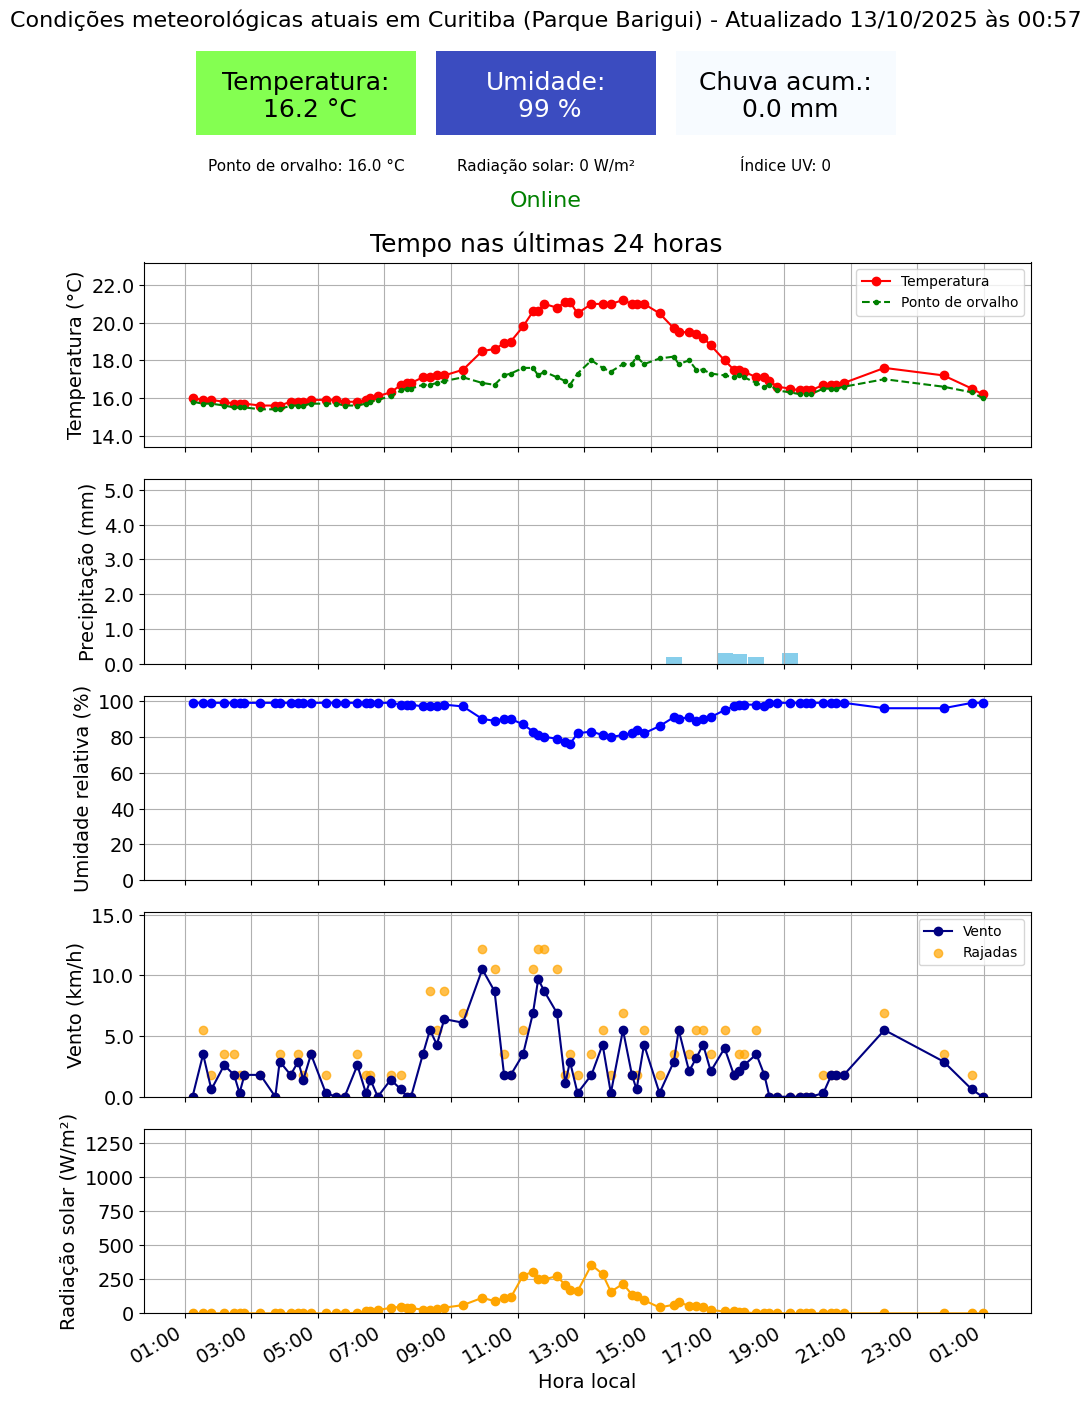 Condições meteorológicas atuais em Curitiba (Parque Barigui) - Atualizado 13/10/2025 às 00:57
Temperatura:
16.2 °C
Umidade:
99 %
Chuva acum.:
0.0 mm
Ponto de orvalho: 16.0 °C
Radiação solar: 0 W/m²
Índice UV: 0
Online
Tempo nas últimas 24 horas
Temperatura (°C)
22.0
20.0
18.0
16.0
14.0
Temperatura
Ponto de orvalho
Precipitação (mm)
5.0
4.0
3.0
2.0
1.0
0.0
Umidade relativa (%)
100
80
60
40
20
0
Vento (km/h)
15.0
10.0
5.0
0.0
Vento
Rajadas
Radiação solar (W/m²)
1250
1000
750
500
250
0
01:00
03:00
05:00
07:00
09:00
11:00
13:00
15:00
17:00
19:00
21:00
23:00
01:00
Hora local